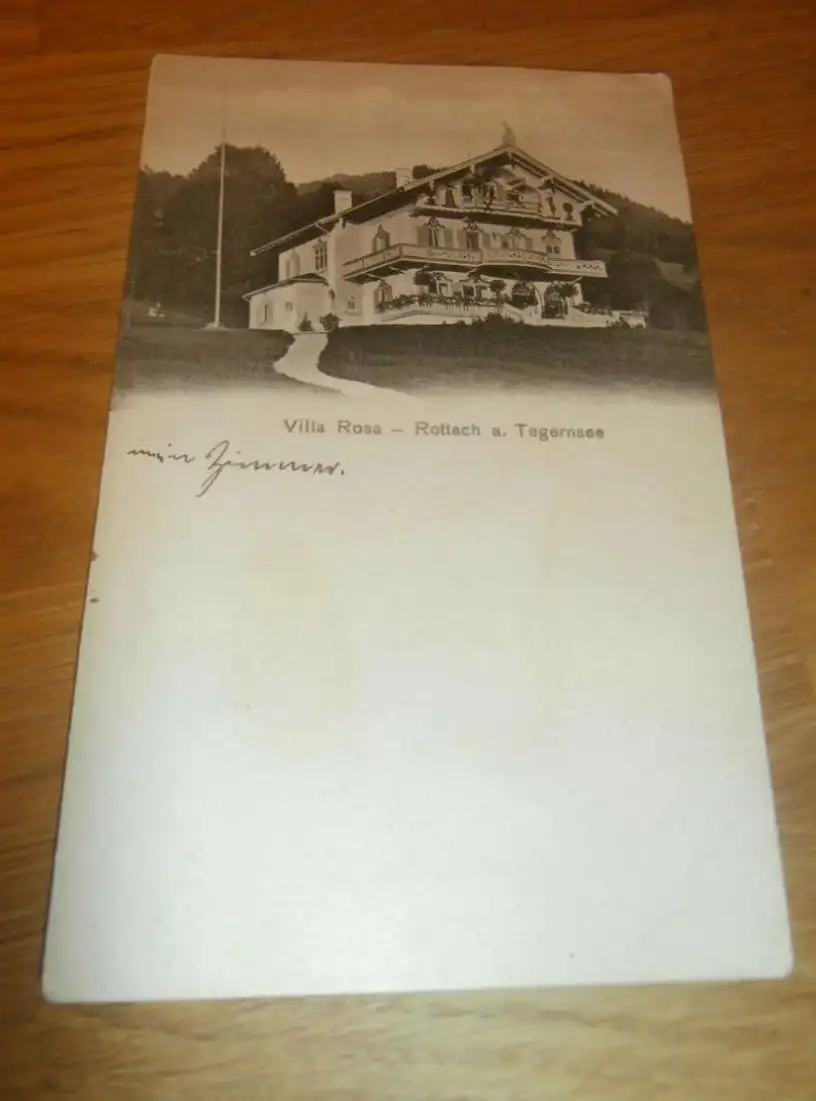 Villa Rosa – Rottach a. Tegernsee
mein Zimmer.